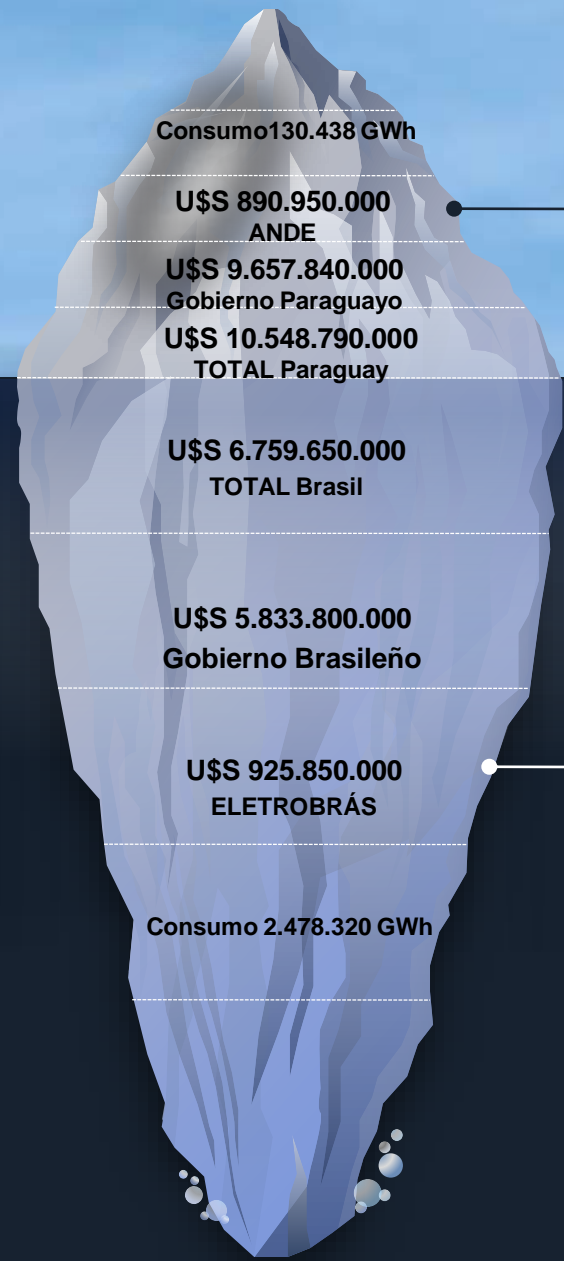 Consumo130.438 GWh
U$S 890.950.000
ANDE
U$S 9.657.840.000
Gobierno Paraguayo
U$S 10.548.790.000
TOTAL Paraguay
U$S 6.759.650.000
TOTAL Brasil
U$S 5.833.800.000
Gobierno Brasileño
U$S 925.850.000
ELETROBRÁS
Consumo 2.478.320 GWh